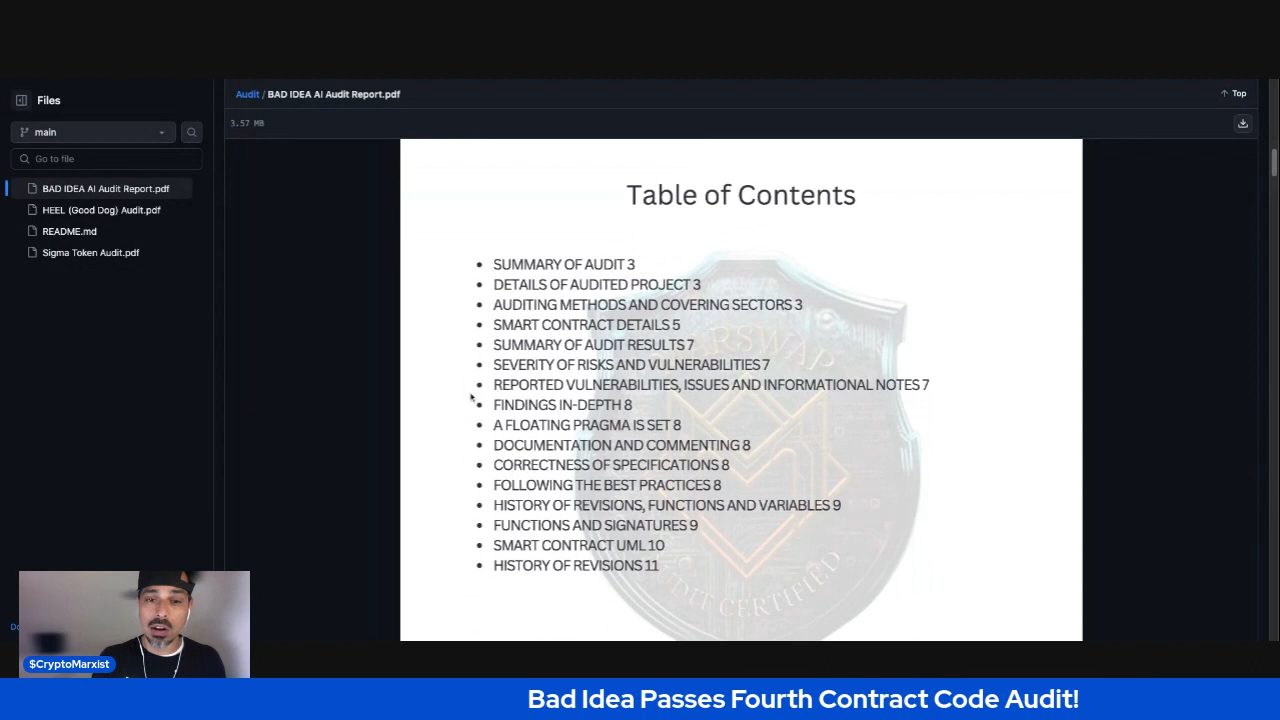 Files
main
Go to file
BAD IDEA AI Audit Report.pdf
HEEL (Good Dog) Audit.pdf
README.md
Sigma Token Audit.pdf
Audit / BAD IDEA AI Audit Report.pdf
Top
3.57 MB
Table of Contents
• SUMMARY OF AUDIT 3
• DETAILS OF AUDITED PROJECT 3
• AUDITING METHODS AND COVERING SECTORS 3
• SMART CONTRACT DETAILS 5
• SUMMARY OF AUDIT RESULTS 7
• SEVERITY OF RISKS AND VULNERABILITIES 7
• REPORTED VULNERABILITIES, ISSUES AND INFORMATIONAL NOTES 7
• FINDINGS IN-DEPTH 8
• A FLOATING PRAGMA IS SET 8
• DOCUMENTATION AND COMMENTING 8
• CORRECTNESS OF SPECIFICATIONS 8
• FOLLOWING THE BEST PRACTICES 8
• HISTORY OF REVISIONS, FUNCTIONS AND VARIABLES 9
• FUNCTIONS AND SIGNATURES 9
• SMART CONTRACT UML 10
• HISTORY OF REVISIONS 11
CERTIFIED
$CryptoMarxist
Bad Idea Passes Fourth Contract Code Audit!